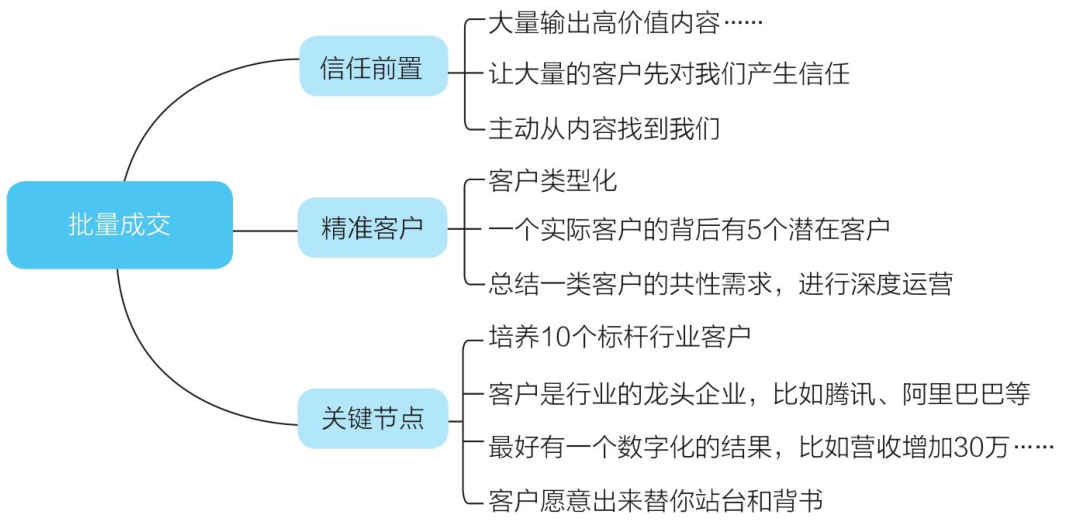 批量成交
信任前置
大量输出高价值内容……
让大量的客户先对我们产生信任
主动从内容找到我们
精准客户
客户类型化
一个实际客户的背后有5个潜在客户
总结一类客户的共性需求，进行深度运营
关键节点
培养10个标杆行业客户
客户是行业的龙头企业，比如腾讯、阿里巴巴等
最好有一个数字化的结果，比如营收增加30万……
客户愿意出来替你站台和背书